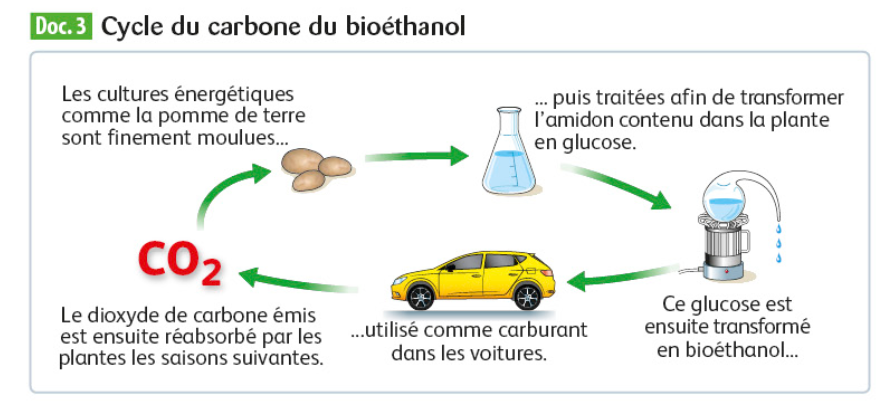 Doc. 3 Cycle du carbone du bioéthanol
Les cultures énergétiques
comme la pomme de terre
sont finement moulues...
... puis traitées afin de transformer
l'amidon contenu dans la plante
en glucose.
Ce glucose est
ensuite transformé
en bioéthanol...
...utilisé comme carburant
dans les voitures.
CO2
Le dioxyde de carbone émis
est ensuite réabsorbé par les
plantes les saisons suivantes.